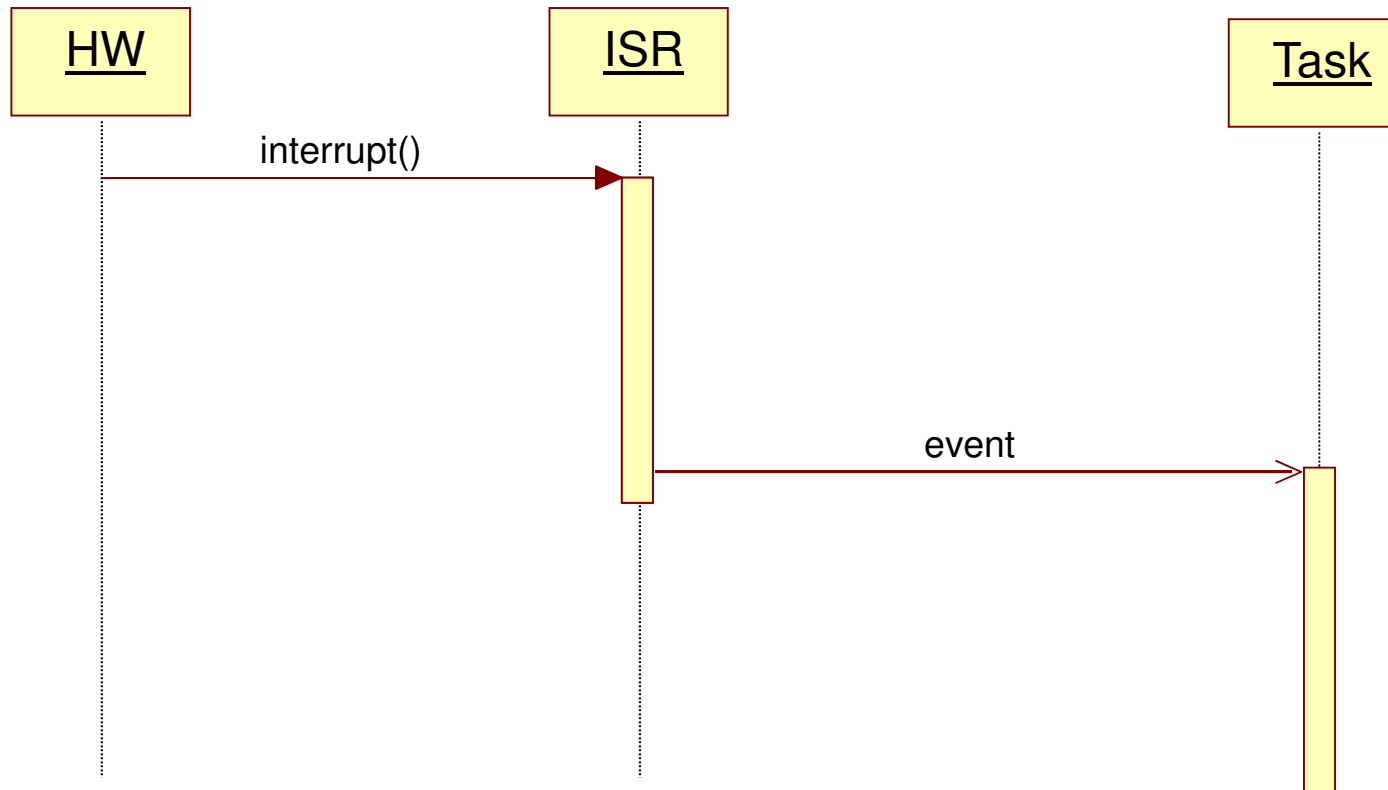 HW
ISR
Task
interrupt()
event